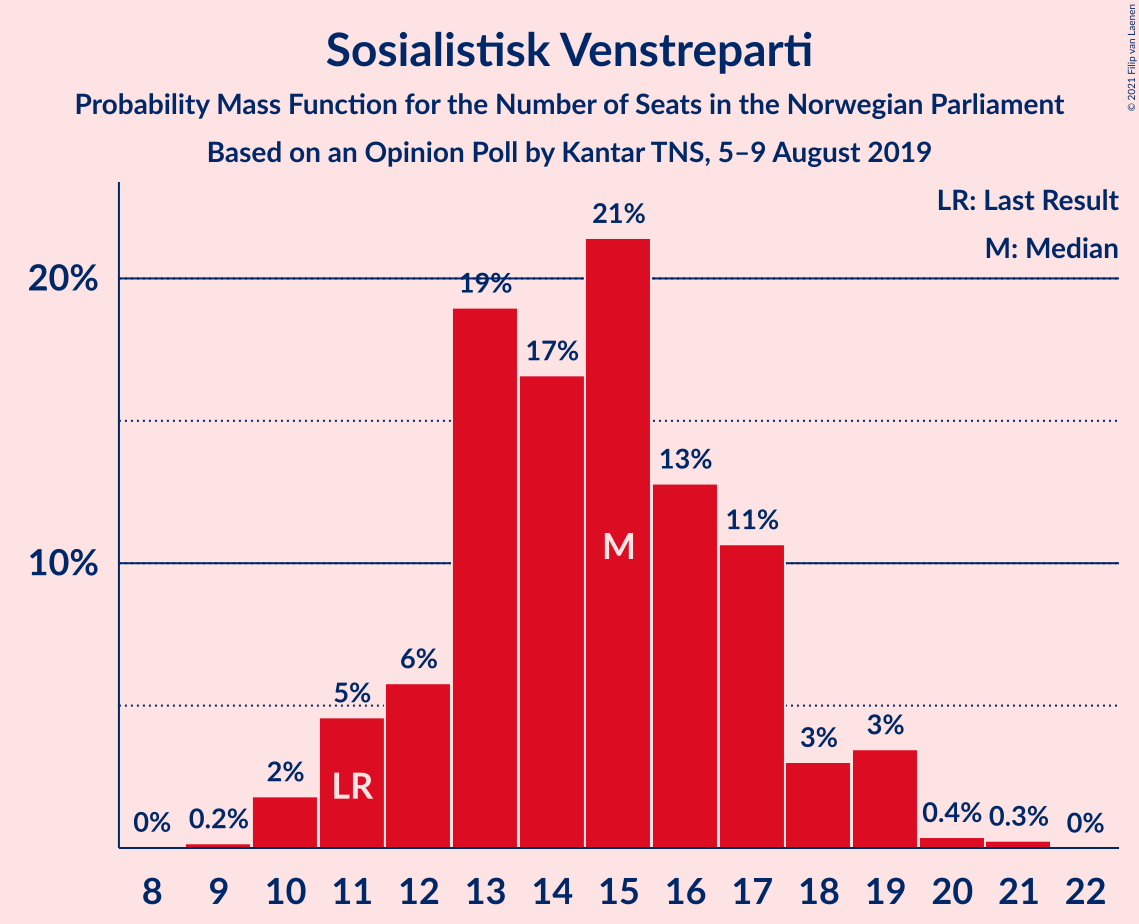 Sosialistisk Venstreparti
Probability Mass Function for the Number of Seats in the Norwegian Parliament
Based on an Opinion Poll by Kantar TNS, 5–9 August 2019
© 2021 Filip van Laenen
LR: Last Result
M: Median
20%
10%
0%
0.2%
2%
5%
6%
19%
17%
21%
13%
11%
3%
3%
0.4%
0.3%
0%
LR
M
8 9 10 11 12 13 14 15 16 17 18 19 20 21 22